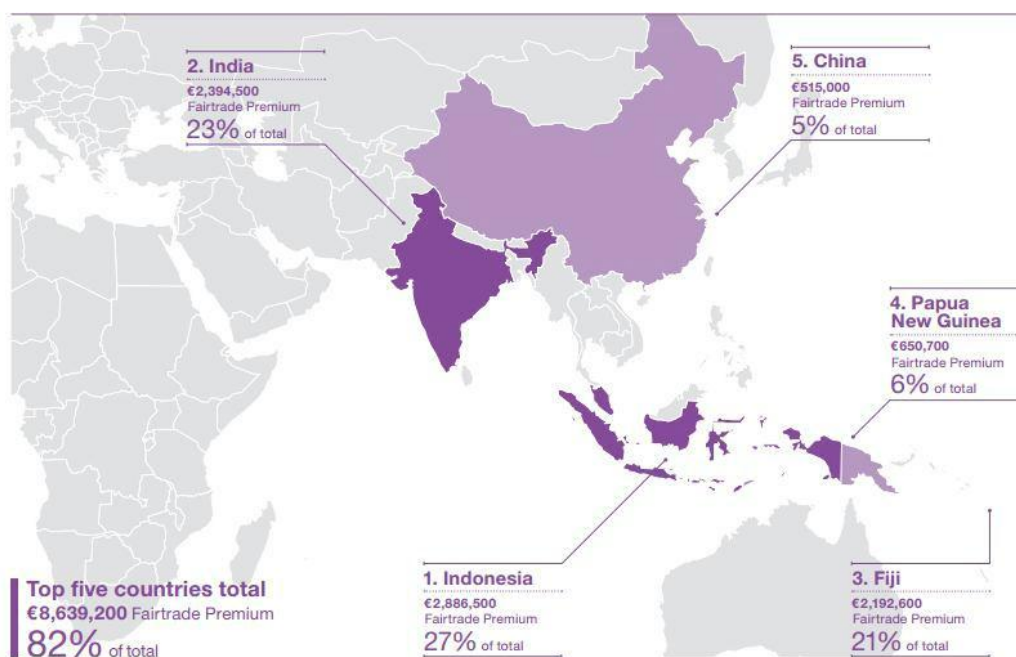 2. India
€2,394,500
Fairtrade Premium
23% of total
5. China
€515,000
Fairtrade Premium
5% of total
4. Papua
New Guinea
€650,700
Fairtrade Premium
6% of total
1. Indonesia
€2,886,500
Fairtrade Premium
27% of total
3. Fiji
€2,192,600
Fairtrade Premium
21% of total
Top five countries total
€8,639,200 Fairtrade Premium
82% of total